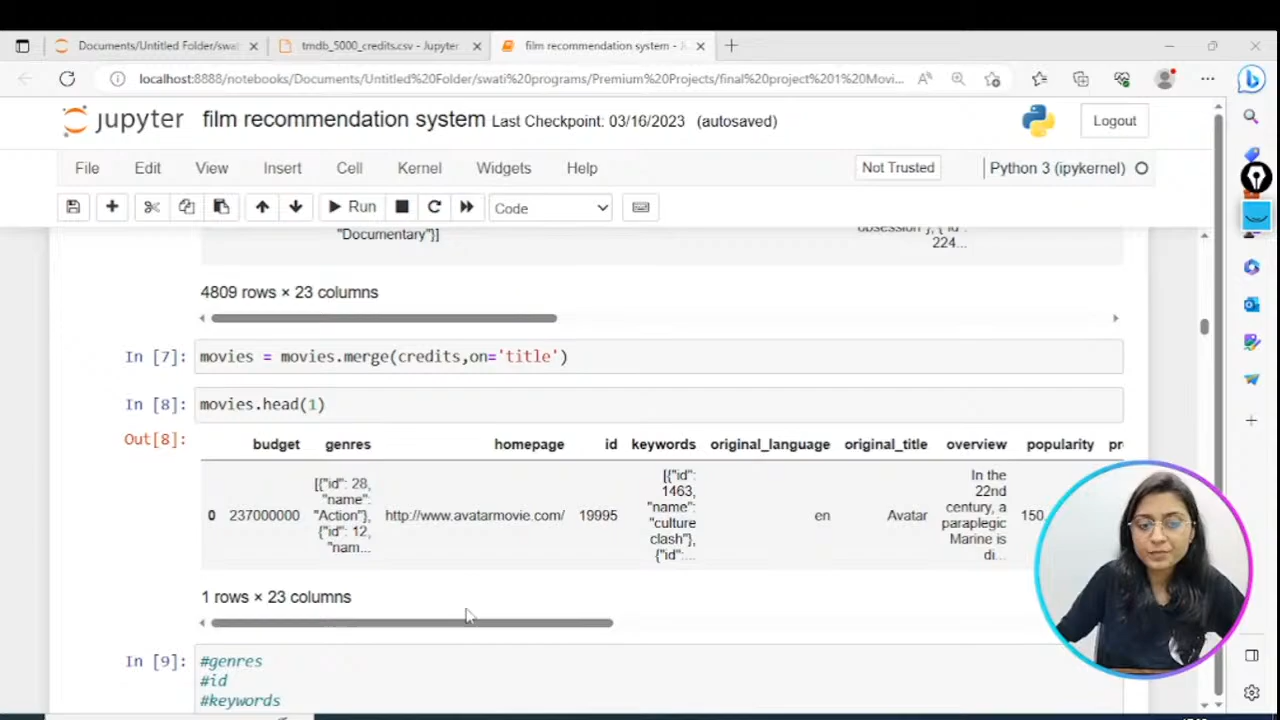 Documents/Untitled Folder/swat
tmdb_5000_credits.csv - Jupyter
film recommendation system - J
localhost:8888/notebooks/Documents/Untitled%20Folder/swati%20programs/Premium%20Projects/final%20project%201%20Movi...
jupyter film recommendation system Last Checkpoint: 03/16/2023 (autosaved)
Logout
File Edit View Insert Cell Kernel Widgets Help
Not Trusted
Python 3 (ipykernel)
Run
Code
"Documentary"}]
obsession"}, {"id":
224...
4809 rows × 23 columns
In [7]: movies = movies.merge(credits,on='title')
In [8]: movies.head(1)
Out[8]:
budget genres homepage id keywords original_language original_title overview popularity pr
0 237000000 [{"id": 28, "name": "Action"}, {"id": 12, "nam... http://www.avatarmovie.com/ 19995 [{"id": 1463, "name": "culture clash"}, {"id":... en Avatar In the 22nd century, a paraplegic Marine is di... 150.
1 rows × 23 columns
In [9]: #genres
#id
#keywords